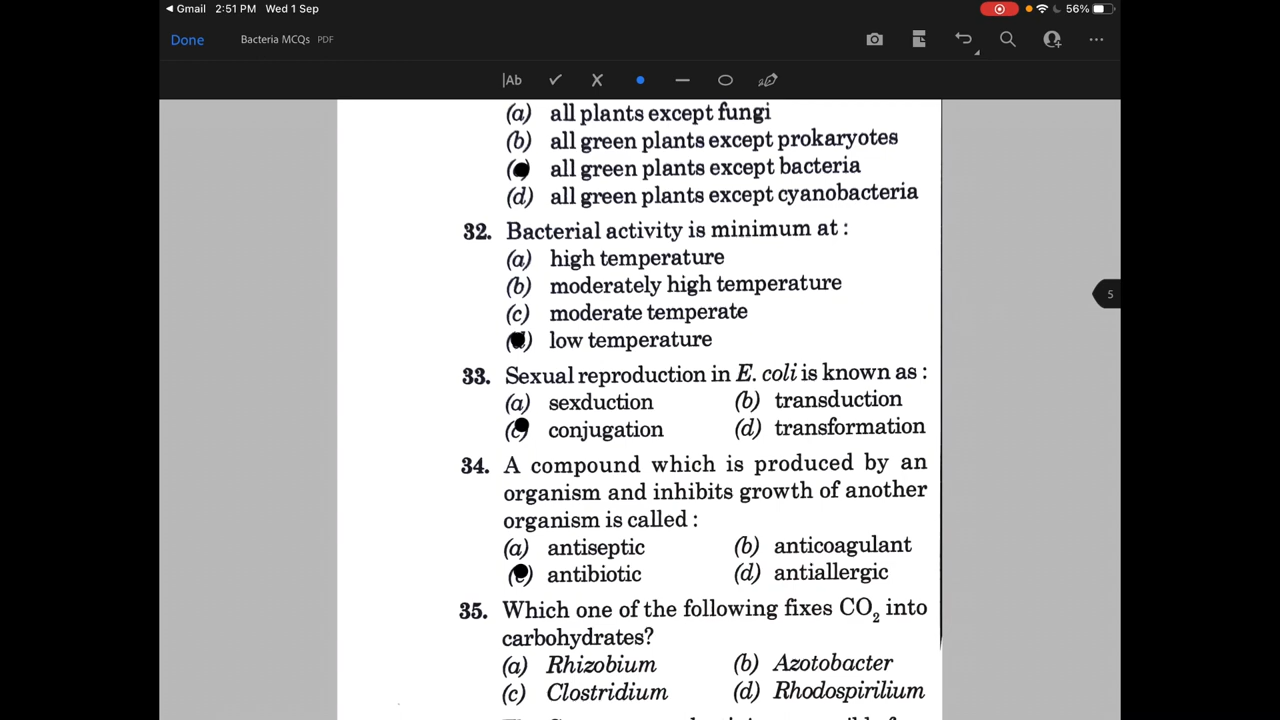 ◀ Gmail 2:51 PM Wed 1 Sep 56%
Done Bacteria MCQs PDF
|Ab
(a) all plants except fungi
(b) all green plants except prokaryotes
all green plants except bacteria
(d) all green plants except cyanobacteria
32. Bacterial activity is minimum at :
(a) high temperature
(b) moderately high temperature
(c) moderate temperate
low temperature
5
33. Sexual reproduction in E. coli is known as :
(a) sexduction (b) transduction
(c) conjugation (d) transformation
34. A compound which is produced by an
organism and inhibits growth of another
organism is called :
(a) antiseptic (b) anticoagulant
(c) antibiotic (d) antiallergic
35. Which one of the following fixes CO₂ into
carbohydrates?
(a) Rhizobium (b) Azotobacter
(c) Clostridium (d) Rhodospirilium